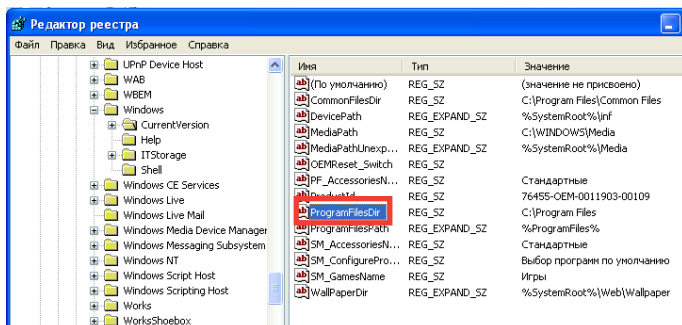 Редактор реестра
Файл Правка Вид Избранное Справка
UPnP Device Host
WAB
WBEM
Windows
CurrentVersion
Help
ITStorage
Shell
Windows CE Services
Windows Live
Windows Live Mail
Windows Media Device Manager
Windows Messaging Subsystem
Windows NT
Windows Script Host
Windows Scripting Host
Works
WorksShoebox
Имя Тип Значение
(По умолчанию) REG_SZ (значение не присвоено)
CommonFilesDir REG_SZ C:\Program Files\Common Files
DevicePath REG_EXPAND_SZ %SystemRoot%\inf
MediaPath REG_SZ C:\WINDOWS\Media
MediaPathUnexp... REG_EXPAND_SZ %SystemRoot%\Media
OEMReset_Switch REG_SZ
PF_AccessoriesN... REG_SZ Стандартные
ProductId REG_SZ 76455-OEM-0011903-00109
ProgramFilesDir REG_SZ C:\Program Files
ProgramFilesPath REG_EXPAND_SZ %ProgramFiles%
SM_AccessoriesN... REG_SZ Стандартные
SM_ConfigurePro... REG_SZ Выбор программ по умолчанию
SM_GamesName REG_SZ Игры
WallPaperDir REG_EXPAND_SZ %SystemRoot%\Web\Wallpaper